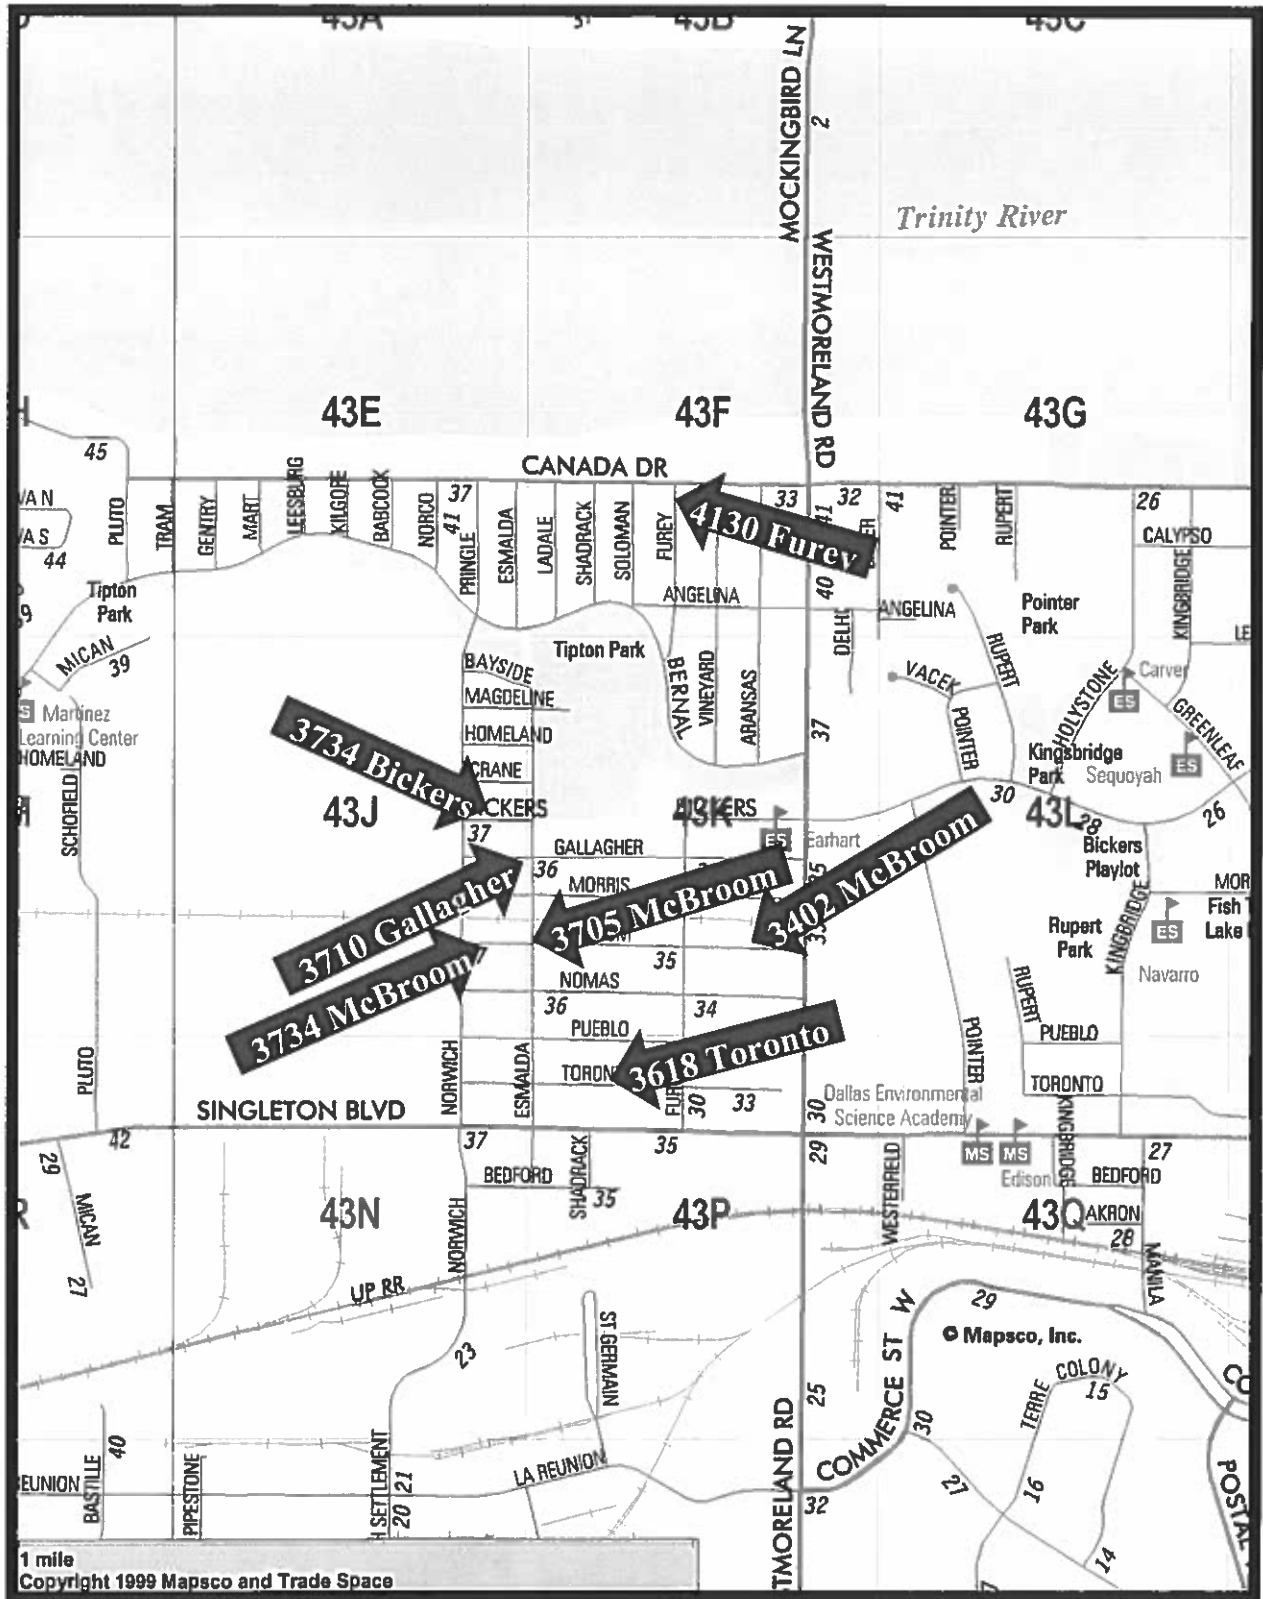 43A
43B
43C
MOCKINGBIRD LN
2
Trinity River
WESTMORELAND RD
43E
43F
43G
CANADA DR
45
44
PLUTO
TRAM
GENTRY
MART
LEESBURG
KILGORE
BABCOCK
NORCO
37
41
PRINGLE
ESMALDA
LADALE
SHADRACK
SOLOMAN
FUREY
33
32
41
41
40
4130 Furey
POINTER
RUPERT
26
CALYPSO
KINGBRIDGE
ANGELINA
ANGELINA
DELHI
Tipton
Park
MICAN
39
Tipton Park
Pointer
Park
BAYSIDE
MAGDELINE
HOMELAND
CRANE
BERNAL
VINEYARD
ARANSAS
37
VACEK
RUPERT
POINTER
HOLYSTONE
Carver
ES
GREENLEAF
Kingsbridge
Park
Sequoyah
ES
Martinez
Learning Center
HOMELAND
SCHOFIELD
3734 Bickers
43J
43K
43L
BICKERS
37
30
28
26
ES
Earhart
Bickers
Playlot
GALLAGHER
36
MORRIS
35
3710 Gallagher
3705 McBroom
3402 McBroom
3734 McBroom
35
33
Rupert
Park
KINGBRIDGE
ES
Navarro
NOMAS
36
34
PUEBLO
3618 Toronto
30
33
30
PLUTO
NORWICH
ESMALDA
POINTER
RUPERT
PUEBLO
TORONTO
Dallas Environmental
Science Academy
MS
MS
Edison
KINGBRIDGE
SINGLETON BLVD
42
37
35
29
27
29
MICAN
27
BEDFORD
SHADRACK
35
WESTERFIELD
BEDFORD
AKRON
28
43N
43P
43Q
NORWICH
MANILA
UP RR
23
ST GERMAIN
29
© Mapsco, Inc.
COMMERCE ST W
30
TERRE
COLONY
15
25
16
27
14
BASTILLE
40
PIPESTONE
21
20
LA REUNION
32
POSTAL
1 mile
Copyright 1999 Mapsco and Trade Space